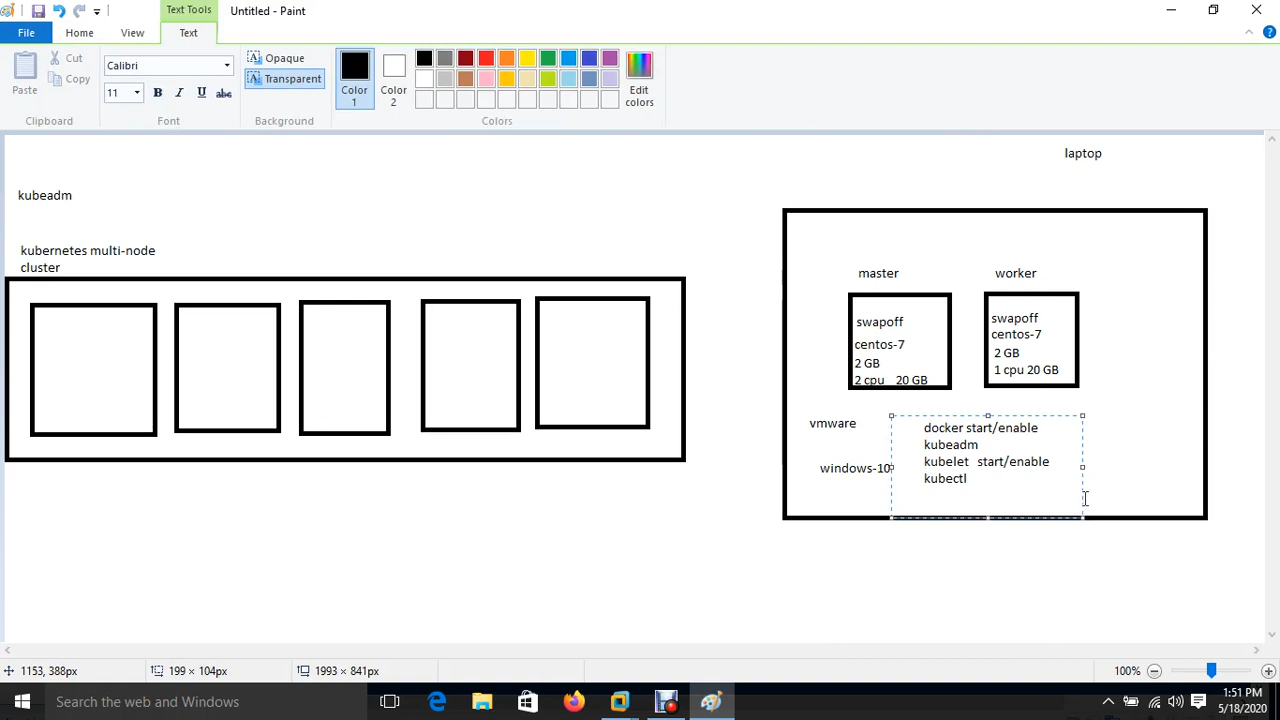 Text Tools
Untitled - Paint
File
Home
View
Text
Paste
Cut
Copy
Clipboard
Calibri
11
B I U abc
Font
Opaque
Transparent
Background
Color 1
Color 2
Edit colors
Colors
laptop
kubeadm
kubernetes multi-node
cluster
master
worker
swapoff
centos-7
2 GB
2 cpu 20 GB
swapoff
centos-7
2 GB
1 cpu 20 GB
vmware
windows-10
docker start/enable
kubeadm
kubelet start/enable
kubectl
1153, 388px
199 × 104px
1993 × 841px
100%
Search the web and Windows
1:51 PM
5/18/2020